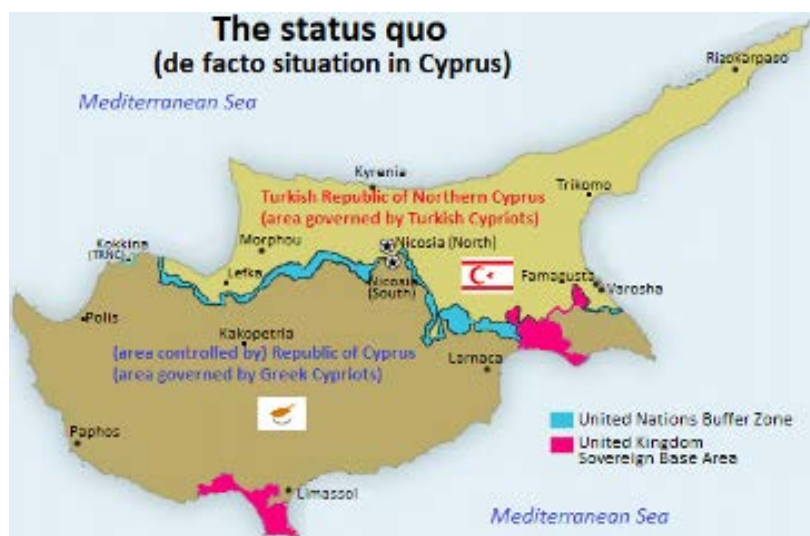 The status quo
(de facto situation in Cyprus)
Mediterranean Sea
Rizokarpaso
Kyrenia
Trikomo
Turkish Republic of Northern Cyprus
(area governed by Turkish Cypriots)
Kokkina
(TRNC)
Morphou
Nicosia (North)
Lefka
Nicosia
(South)
Famagusta
Varosha
Polis
Kakopetria
(area controlled by) Republic of Cyprus
(area governed by Greek Cypriots)
Larnaca
Paphos
United Nations Buffer Zone
United Kingdom
Sovereign Base Area
Limassol
Mediterranean Sea